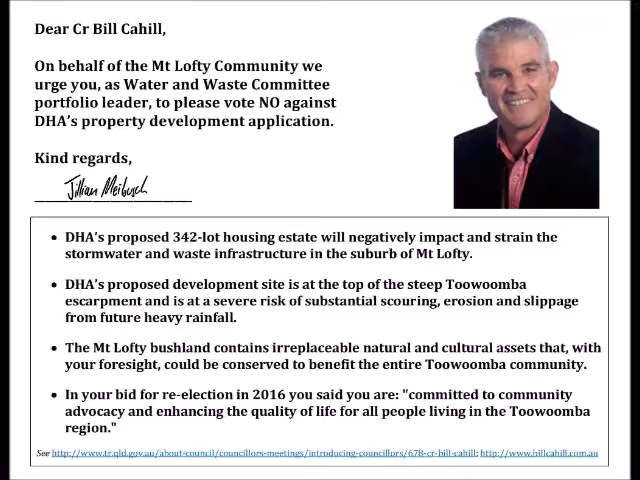 Dear Cr Bill Cahill,
On behalf of the Mt Lofty Community we
urge you, as Water and Waste Committee
portfolio leader, to please vote NO against
DHA's property development application.
Kind regards,
Jillian Meibusch
• DHA's proposed 342-lot housing estate will negatively impact and strain the
stormwater and waste infrastructure in the suburb of Mt Lofty.
• DHA's proposed development site is at the top of the steep Toowoomba
escarpment and is at a severe risk of substantial scouring, erosion and slippage
from future heavy rainfall.
• The Mt Lofty bushland contains irreplaceable natural and cultural assets that, with
your foresight, could be conserved to benefit the entire Toowoomba community.
• In your bid for re-election in 2016 you said you are: "committed to community
advocacy and enhancing the quality of life for all people living in the Toowoomba
region."
See http://www.tr.qld.gov.au/about-council/councillors-meetings/introducing-councillors/678-cr-bill-cahill; http://www.billcahill.com.au